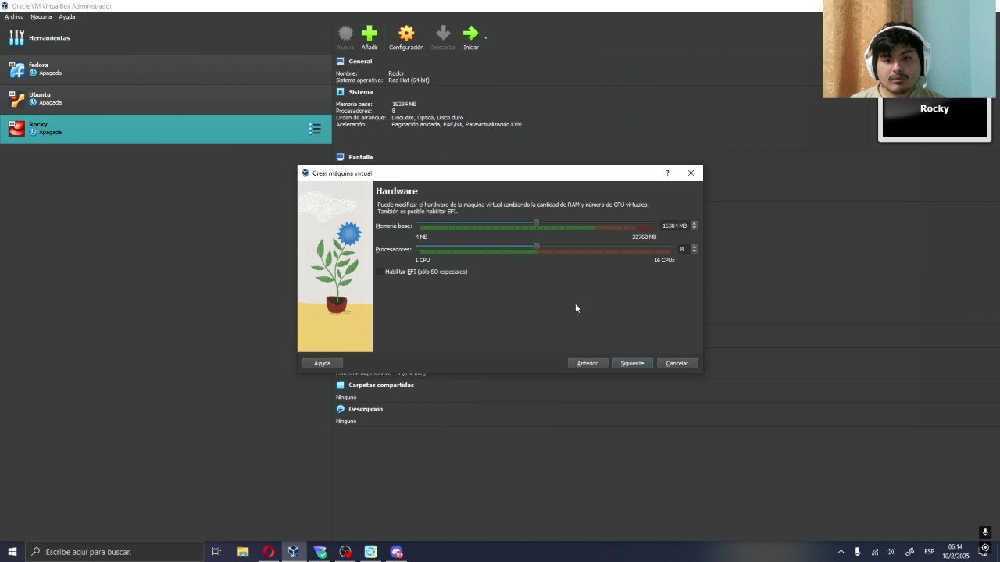 Oracle VM VirtualBox Administrador
Archivo Máquina Ayuda
Herramientas
fedora
Apagada
Ubuntu
Apagada
Rocky
Apagada
Nueva Añadir Configuración Descartar Iniciar
General
Nombre: Rocky
Sistema operativo: Red Hat (64-bit)
Sistema
Memoria base: 16384 MB
Procesadores: 8
Orden de arranque: Disquete, Óptica, Disco duro
Aceleración: Paginación anidada, PAE/NX, Paravirtualización KVM
Rocky
Pantalla
Crear máquina virtual
Hardware
Puede modificar el hardware de la máquina virtual cambiando la cantidad de RAM y número de CPU virtuales.
También es posible habilitar EFI.
Memoria base: 16384 MB
4 MB 32768 MB
Procesadores: 8
1 CPU 16 CPUs
Habilitar EFI (sólo SO especiales)
Ayuda Anterior Siguiente Cancelar
Carpetas compartidas
Ninguno
Descripción
Ninguno
Escribe aquí para buscar.
ESP
06:14
10/2/2025